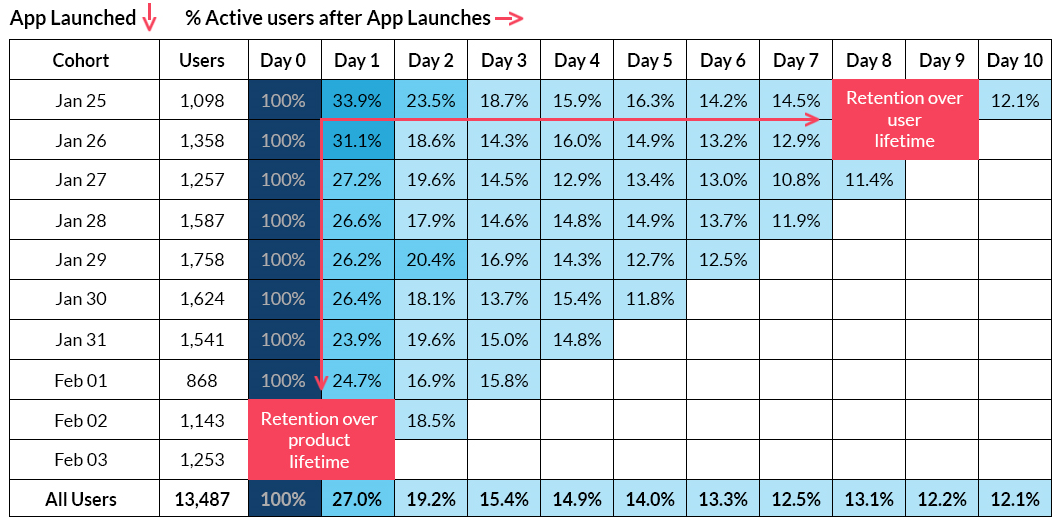 App Launched % Active users after App Launches
Cohort Users Day 0 Day 1 Day 2 Day 3 Day 4 Day 5 Day 6 Day 7 Day 8 Day 9 Day 10
Jan 25 1,098 100% 33.9% 23.5% 18.7% 15.9% 16.3% 14.2% 14.5% 12.1%
Retention over
user
lifetime
Jan 26 1,358 100% 31.1% 18.6% 14.3% 16.0% 14.9% 13.2% 12.9%
Jan 27 1,257 100% 27.2% 19.6% 14.5% 12.9% 13.4% 13.0% 10.8% 11.4%
Jan 28 1,587 100% 26.6% 17.9% 14.6% 14.8% 14.9% 13.7% 11.9%
Jan 29 1,758 100% 26.2% 20.4% 16.9% 14.3% 12.7% 12.5%
Jan 30 1,624 100% 26.4% 18.1% 13.7% 15.4% 11.8%
Jan 31 1,541 100% 23.9% 19.6% 15.0% 14.8%
Feb 01 868 100% 24.7% 16.9% 15.8%
Feb 02 1,143 18.5%
Retention over
product
lifetime
Feb 03 1,253
All Users 13,487 100% 27.0% 19.2% 15.4% 14.9% 14.0% 13.3% 12.5% 13.1% 12.2% 12.1%